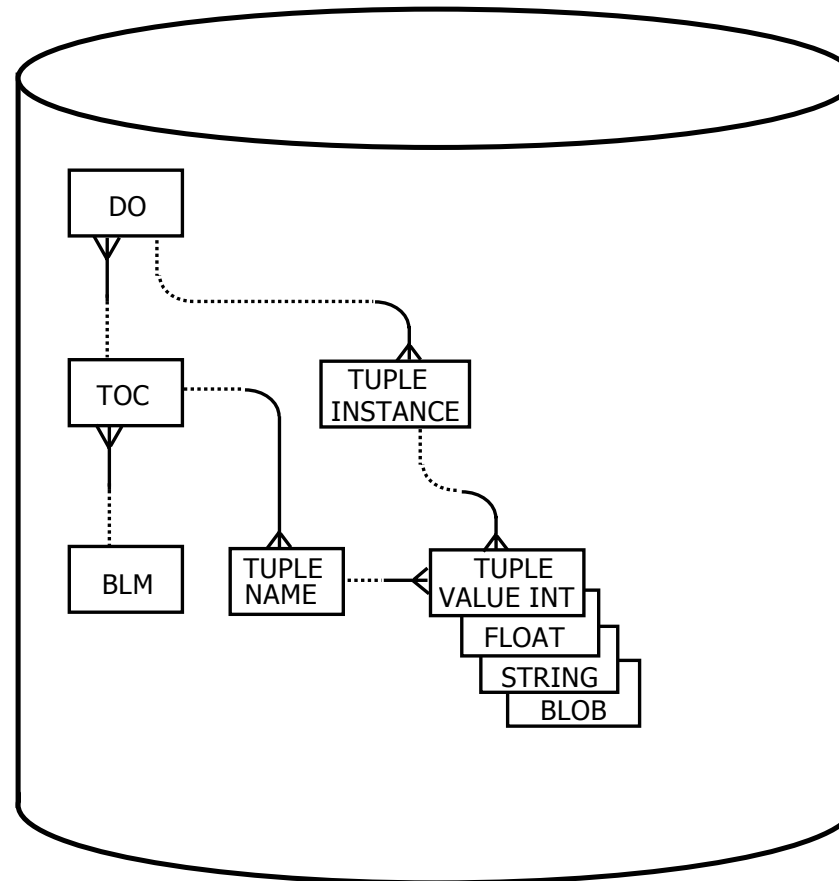 DO
TUPLE
INSTANCE
TOC
BLM
TUPLE
NAME
TUPLE
VALUE INT
FLOAT
STRING
BLOB